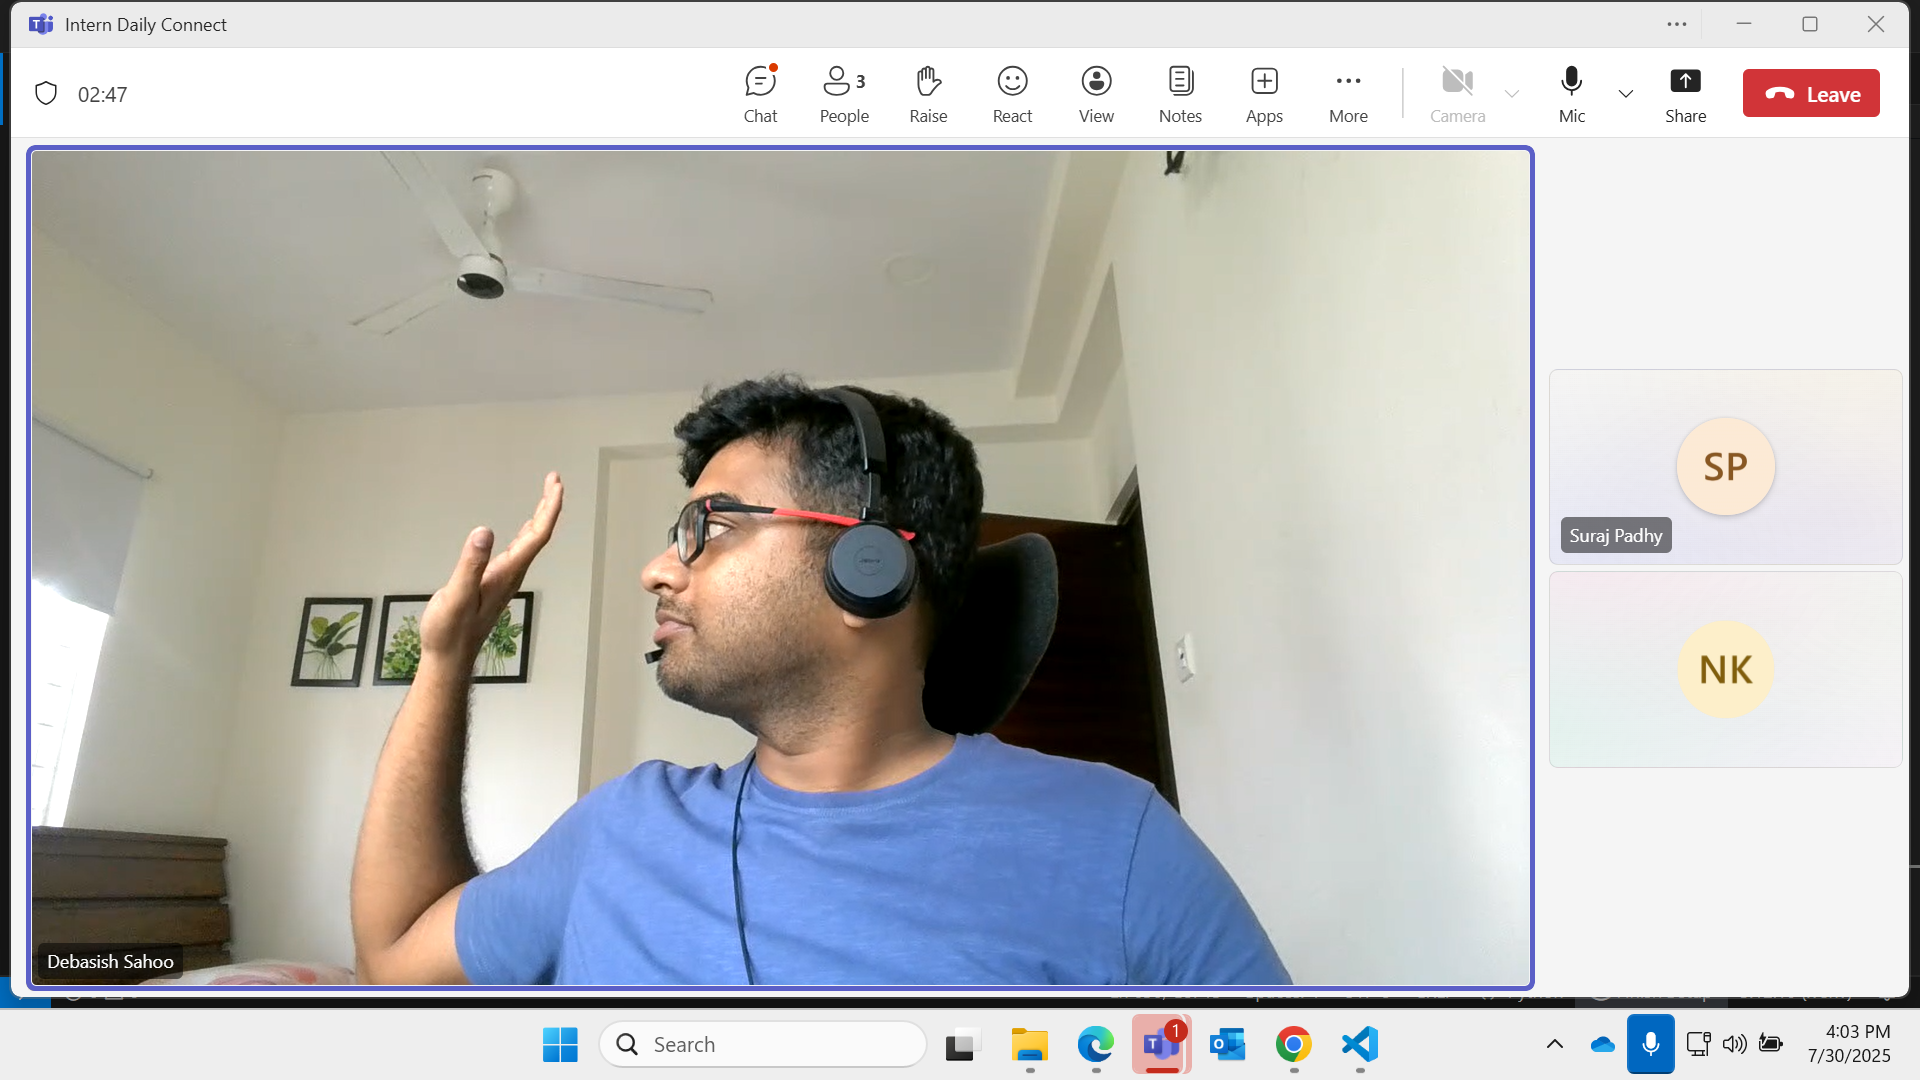 Intern Daily Connect
02:47
Chat
People
3
Raise
React
View
Notes
Apps
More
Camera
Mic
Share
Leave
SP
Suraj Padhy
NK
Debasish Sahoo
Search
1
4:03 PM
7/30/2025